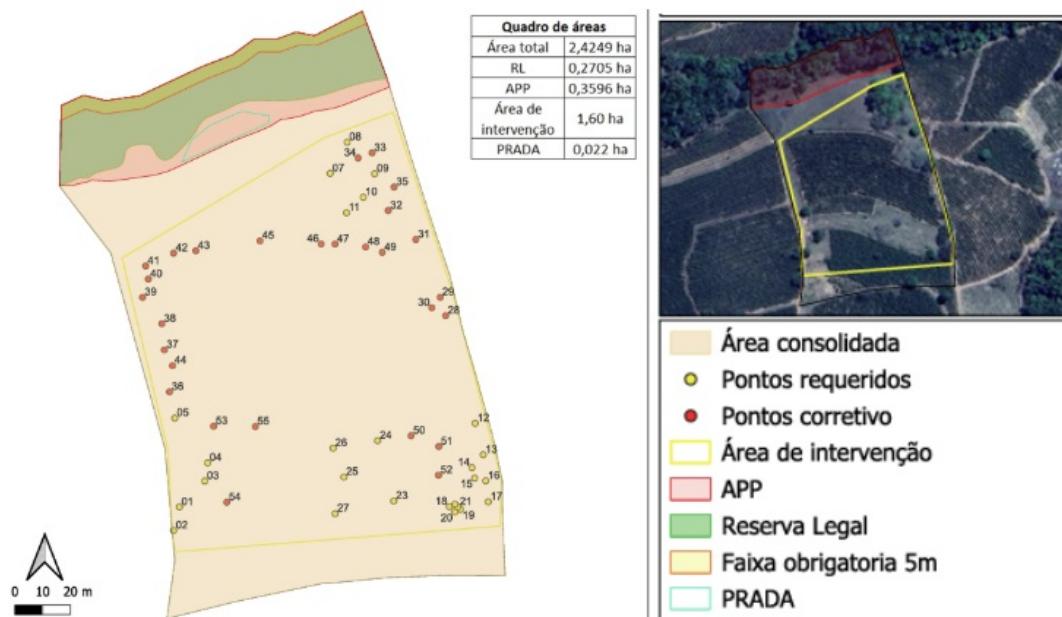 Quadro de áreas
Área total 2,4249 ha
RL 0,2705 ha
APP 0,3596 ha
Área de intervenção 1,60 ha
PRADA 0,022 ha
08
34 33
07 09
35
10
11 32
45 46 47 48 49 31
42 43
41
40
39
29
30 28
38
37
44
36
05
53 55
12
24 50
26 51
13
04
14
03 25 52 15 16
54 23 17
01 18 21
27 20 19
02
0 10 20 m
Área consolidada
Pontos requeridos
Pontos corretivo
Área de intervenção
APP
Reserva Legal
Faixa obrigatoria 5m
PRADA